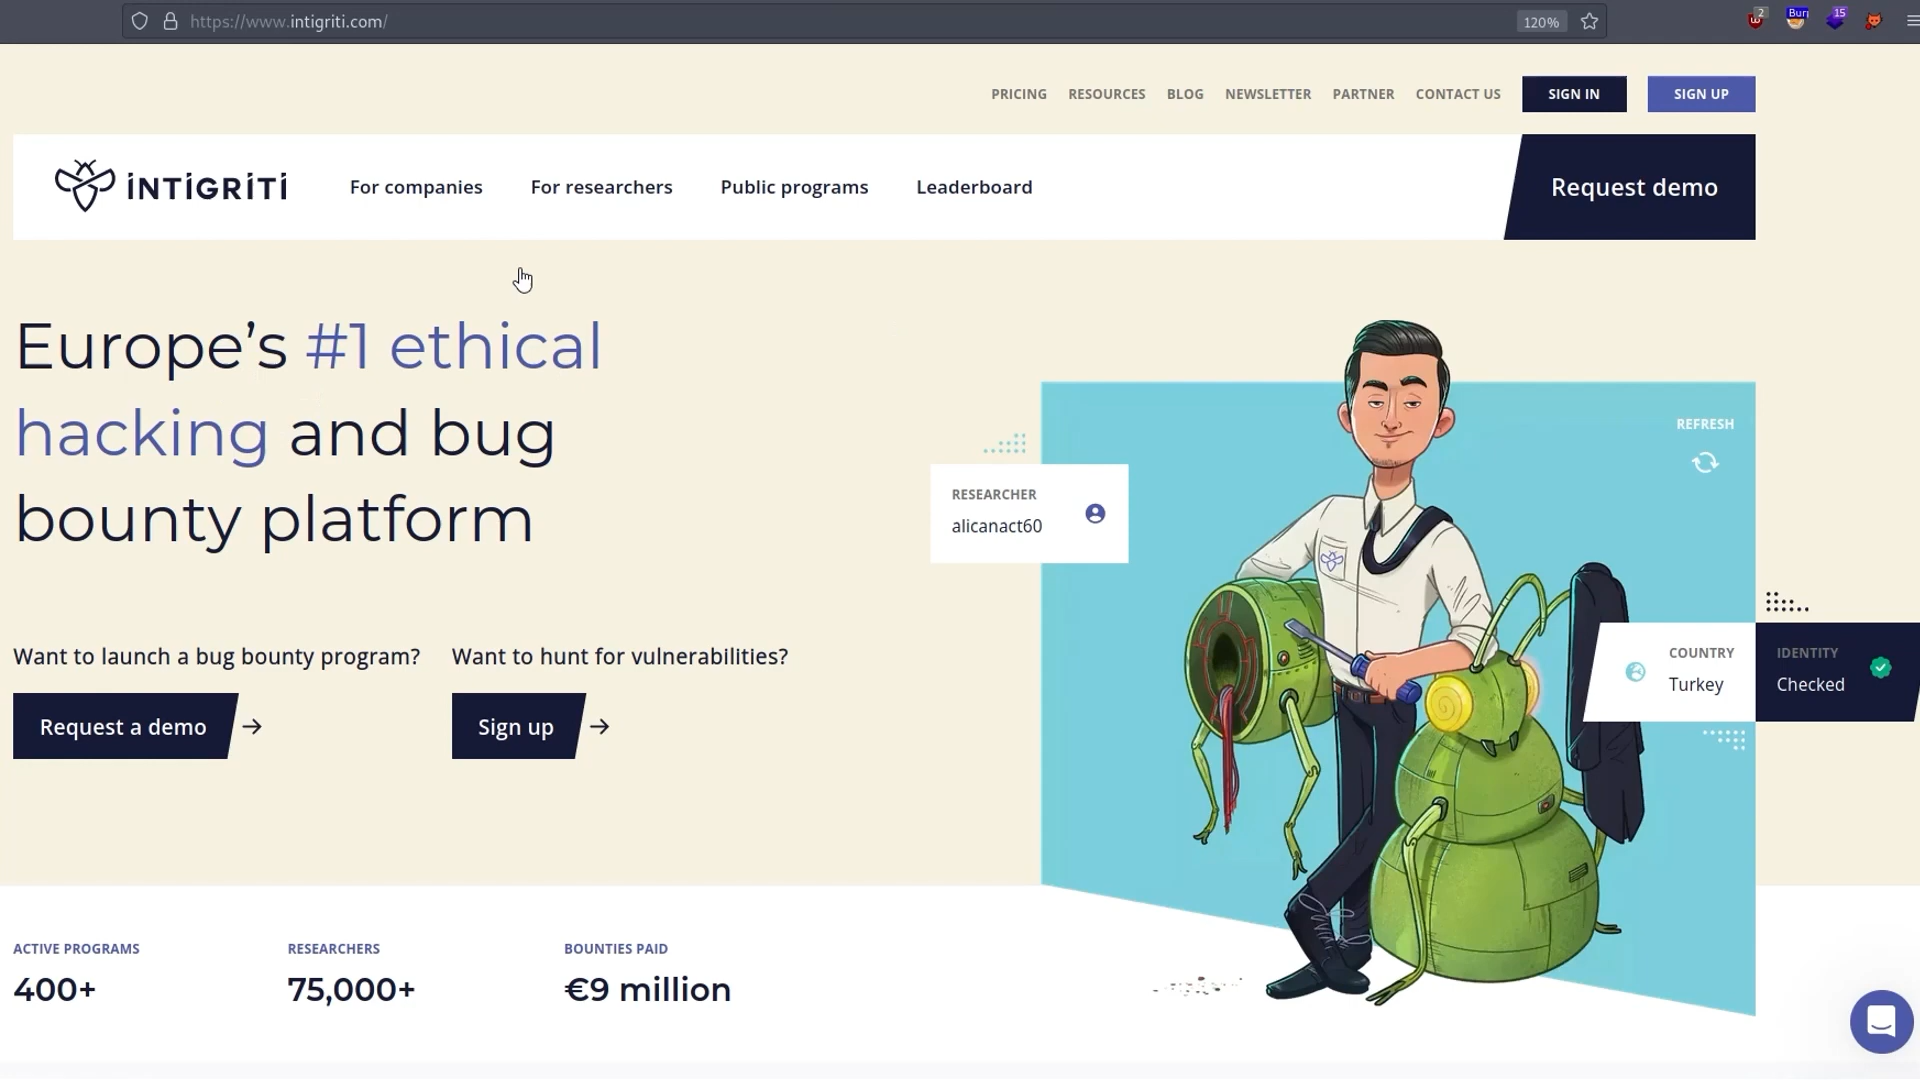 https://www.intigriti.com/
120%
2
Burp
15
PRICING RESOURCES BLOG NEWSLETTER PARTNER CONTACT US SIGN IN SIGN UP
INTIGRITI For companies For researchers Public programs Leaderboard Request demo
Europe’s #1 ethical
hacking and bug
bounty platform
REFRESH
RESEARCHER
alicanact60
Want to launch a bug bounty program?
Request a demo
Want to hunt for vulnerabilities?
Sign up
COUNTRY
Turkey
IDENTITY
Checked
ACTIVE PROGRAMS
400+
RESEARCHERS
75,000+
BOUNTIES PAID
€9 million